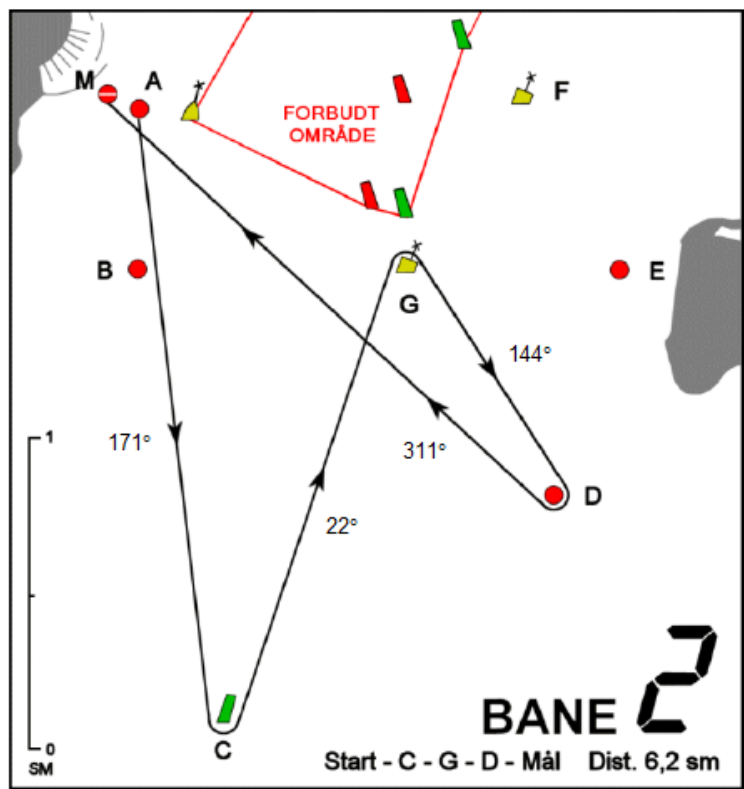 M
A
F
FORBUDT
OMRÅDE
B
G
E
144°
1
171°
311°
D
22°
BANE 2
C
0
SM
Start - C - G - D - Mål Dist. 6,2 sm